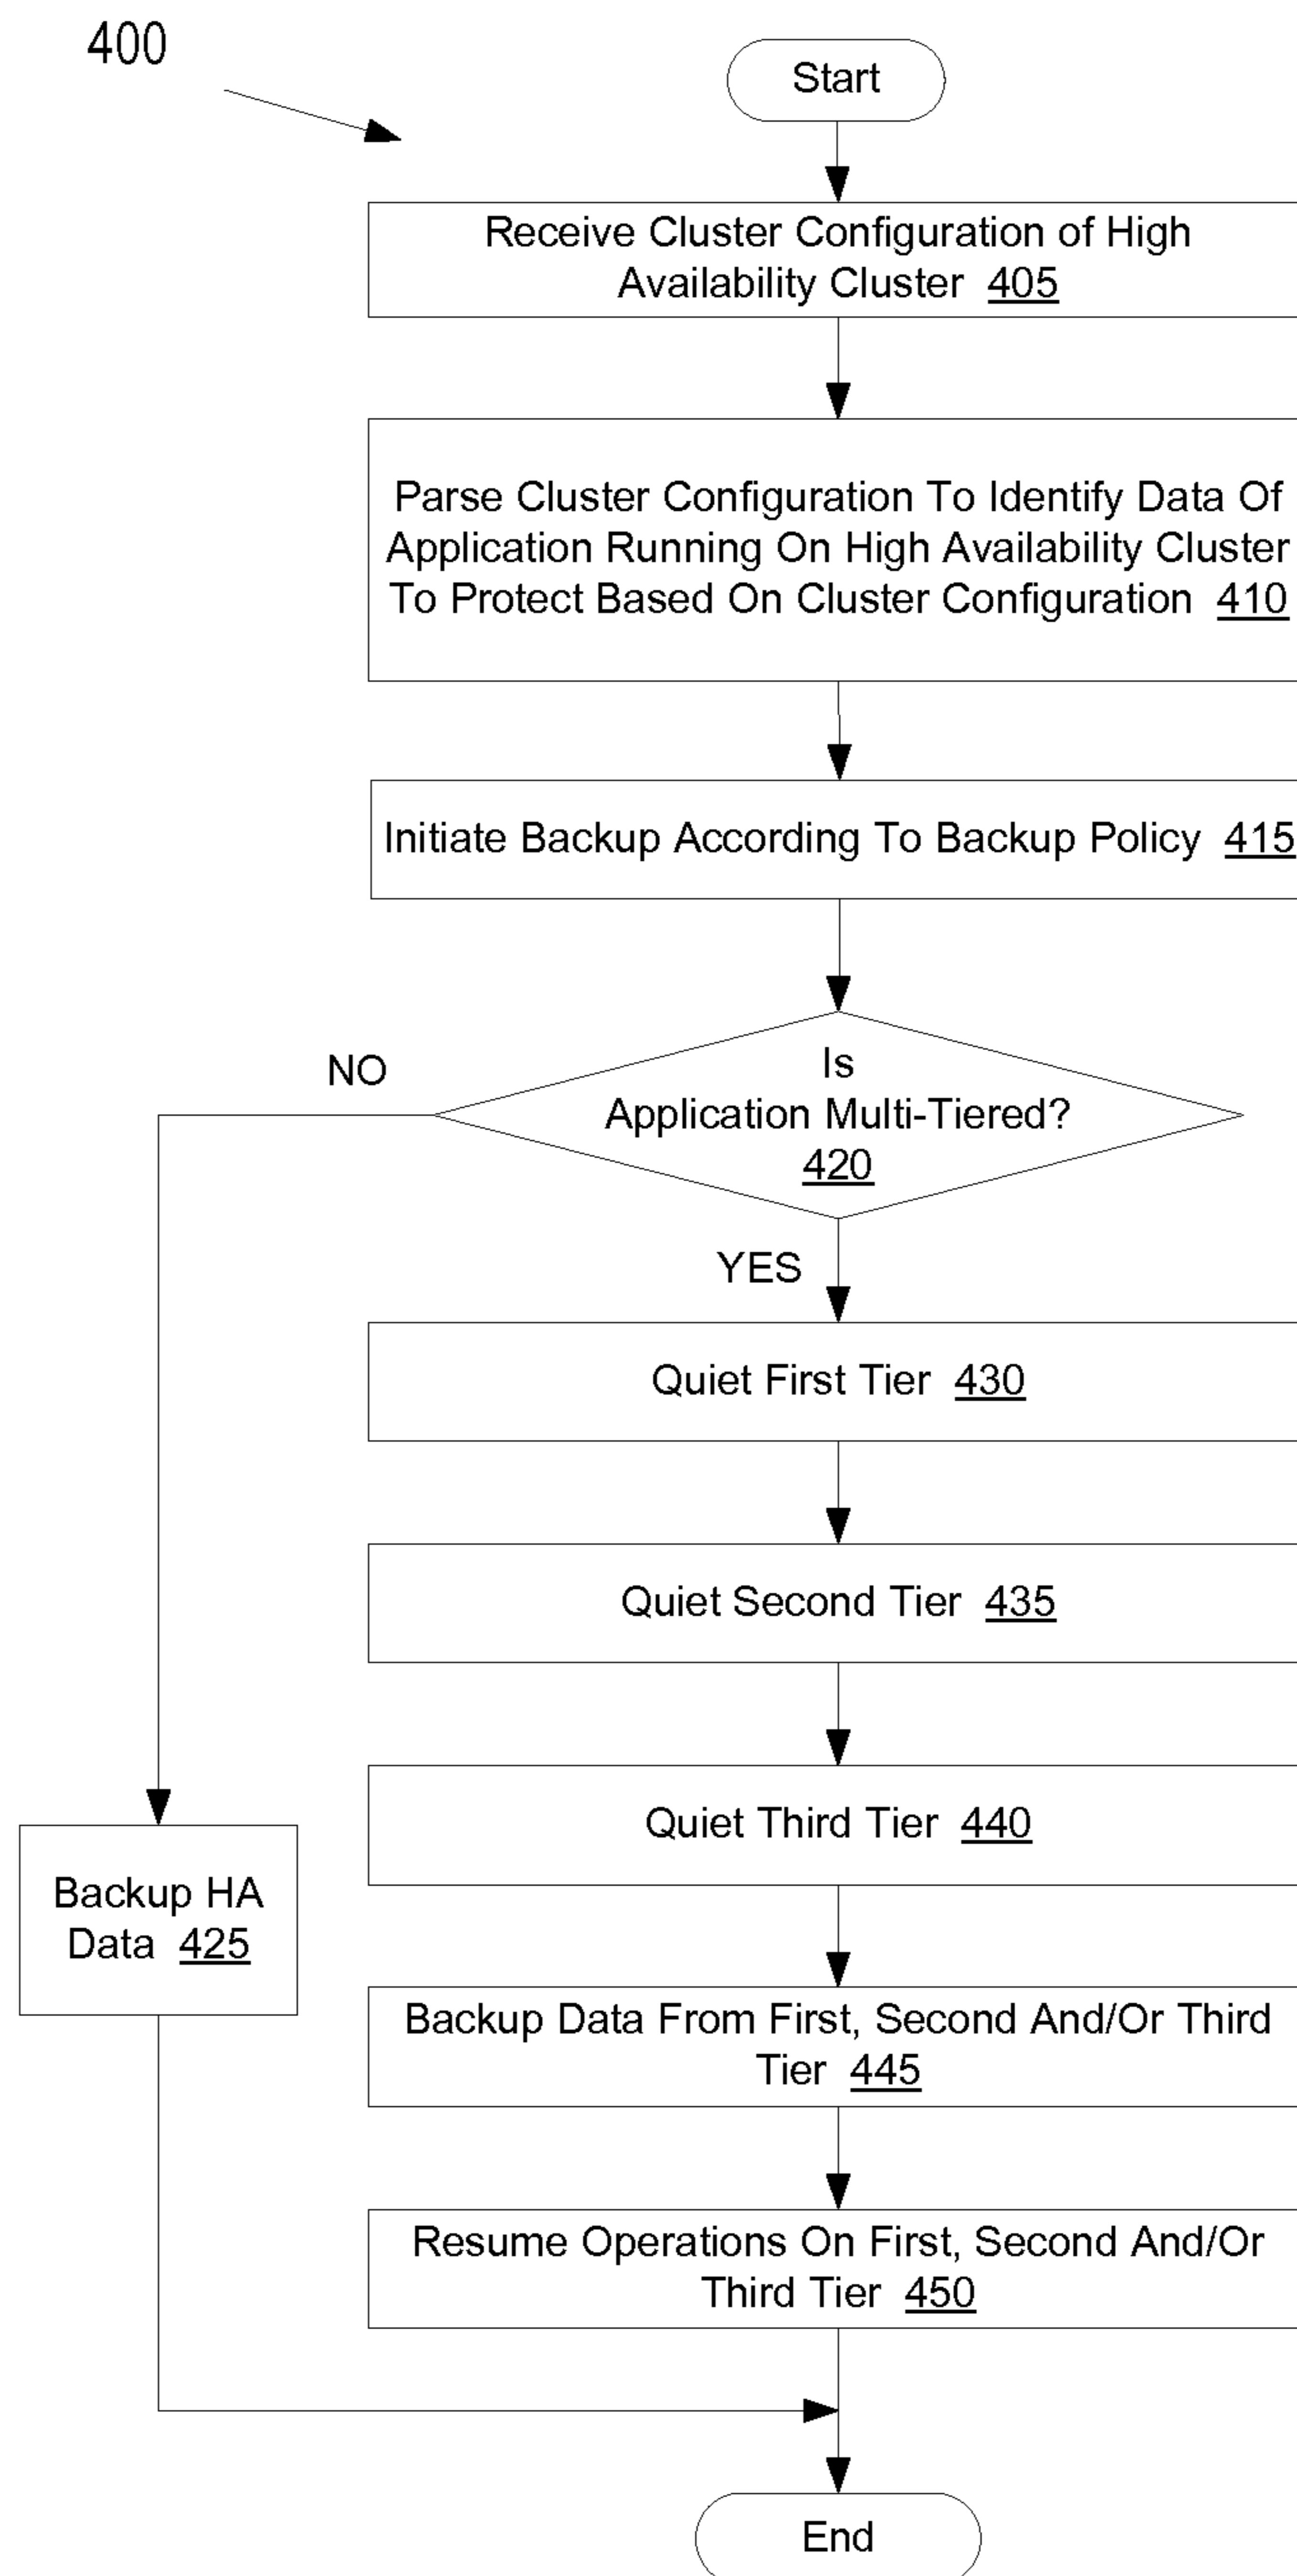 400
Start
Receive Cluster Configuration of High
Availability Cluster 405
Parse Cluster Configuration To Identify Data Of
Application Running On High Availability Cluster
To Protect Based On Cluster Configuration 410
Initiate Backup According To Backup Policy 415
NO
Is
Application Multi-Tiered?
420
YES
Quiet First Tier 430
Quiet Second Tier 435
Quiet Third Tier 440
Backup HA
Data 425
Backup Data From First, Second And/Or Third
Tier 445
Resume Operations On First, Second And/Or
Third Tier 450
End